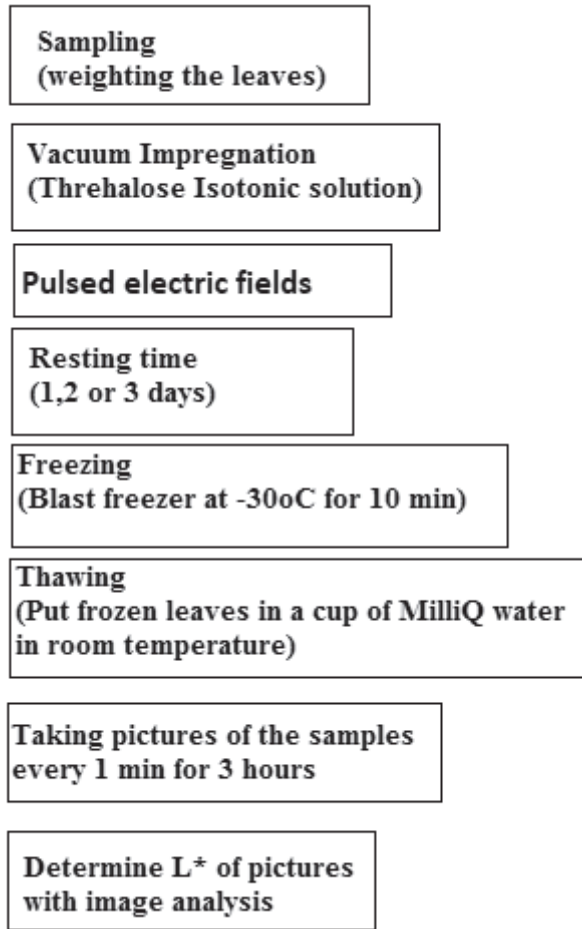 Sampling
(weighting the leaves)
Vacuum Impregnation
(Threhalose Isotonic solution)
Pulsed electric fields
Resting time
(1,2 or 3 days)
Freezing
(Blast freezer at -30oC for 10 min)
Thawing
(Put frozen leaves in a cup of MilliQ water
in room temperature)
Taking pictures of the samples
every 1 min for 3 hours
Determine L* of pictures
with image analysis